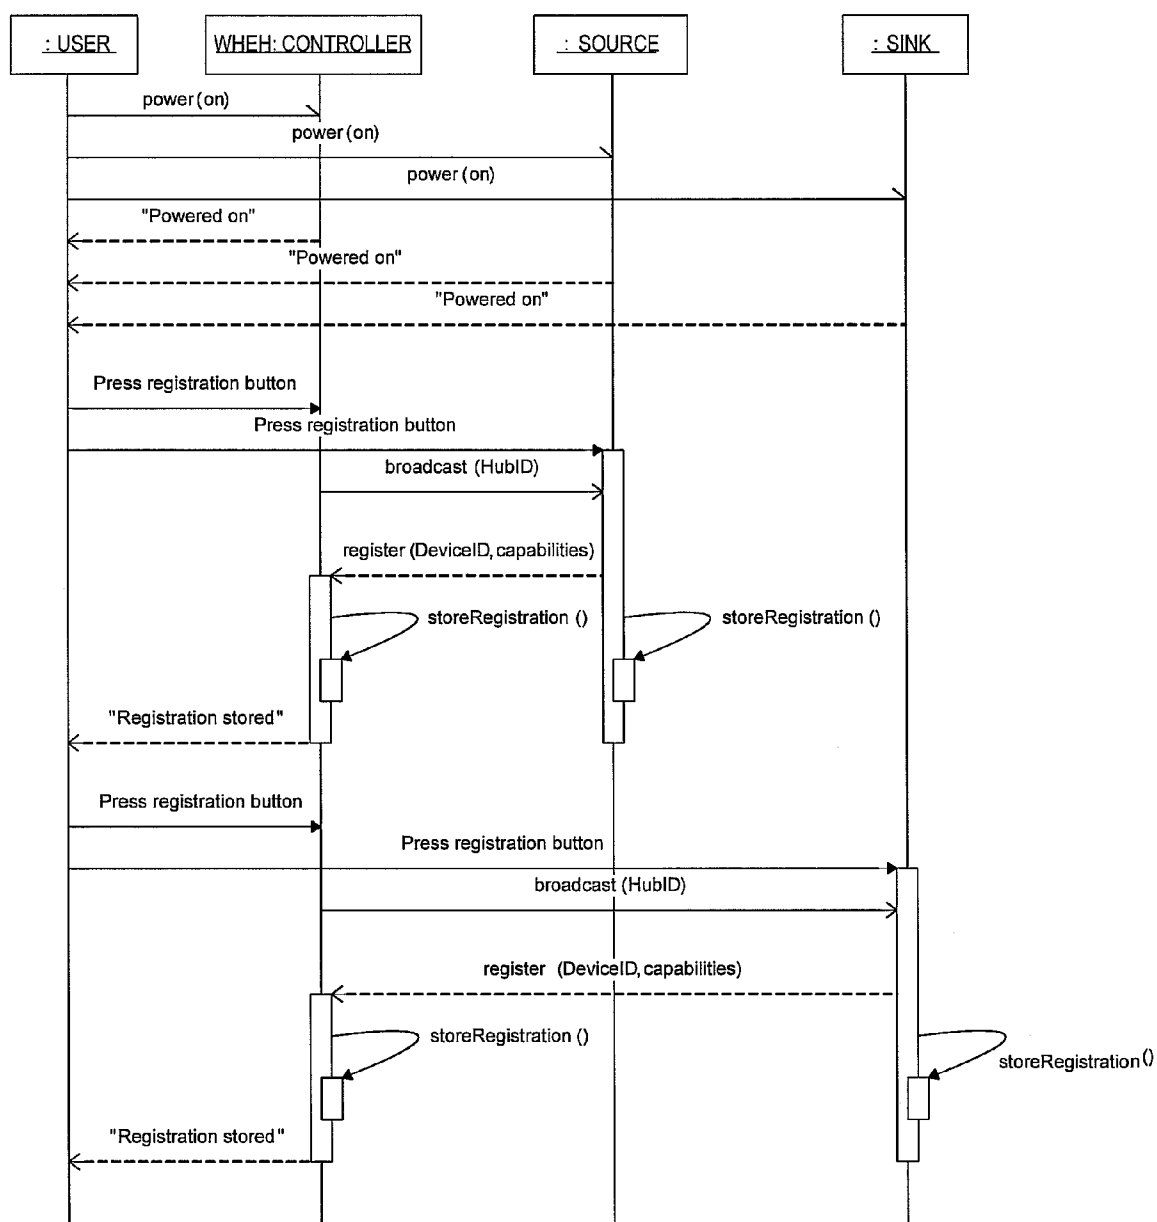 : USER
WHEH: CONTROLLER
: SOURCE
: SINK
power (on)
power (on)
power (on)
"Powered on"
"Powered on"
"Powered on"
Press registration button
Press registration button
broadcast (HubID)
register (DeviceID, capabilities)
storeRegistration ()
storeRegistration ()
"Registration stored"
Press registration button
Press registration button
broadcast (HubID)
register (DeviceID, capabilities)
storeRegistration ()
storeRegistration ()
"Registration stored"